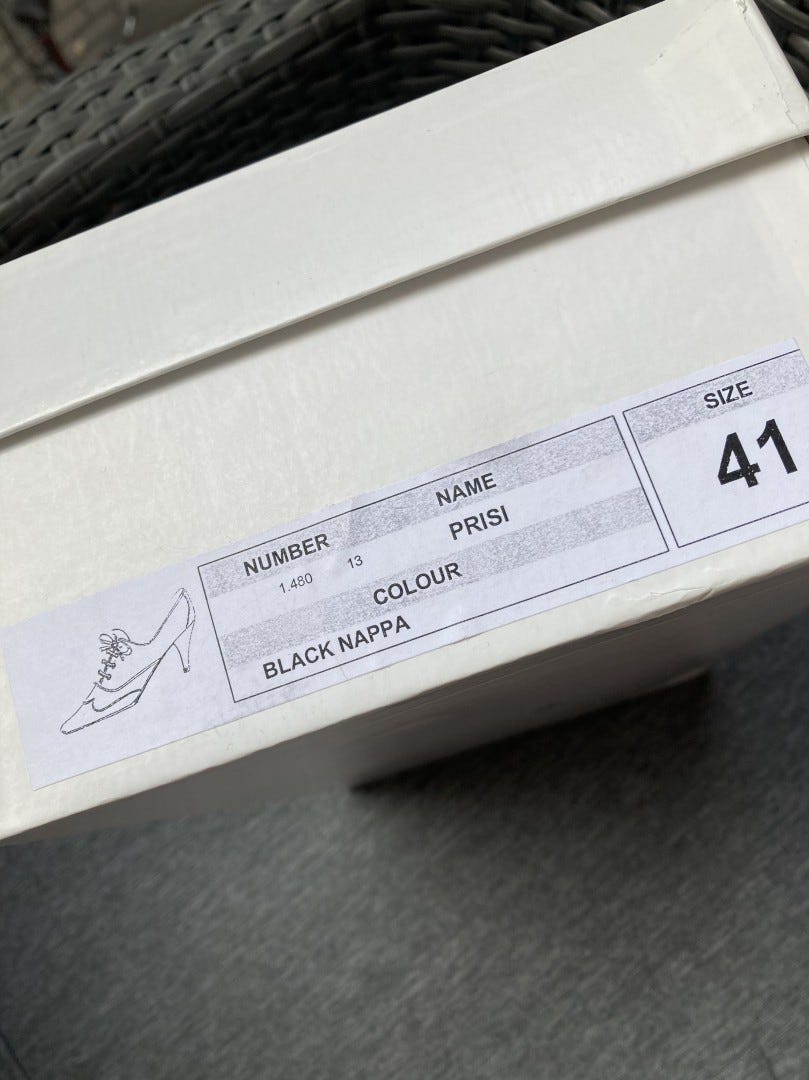 NUMBER NAME
1.480 13 PRISI
COLOUR
BLACK NAPPA
SIZE
41